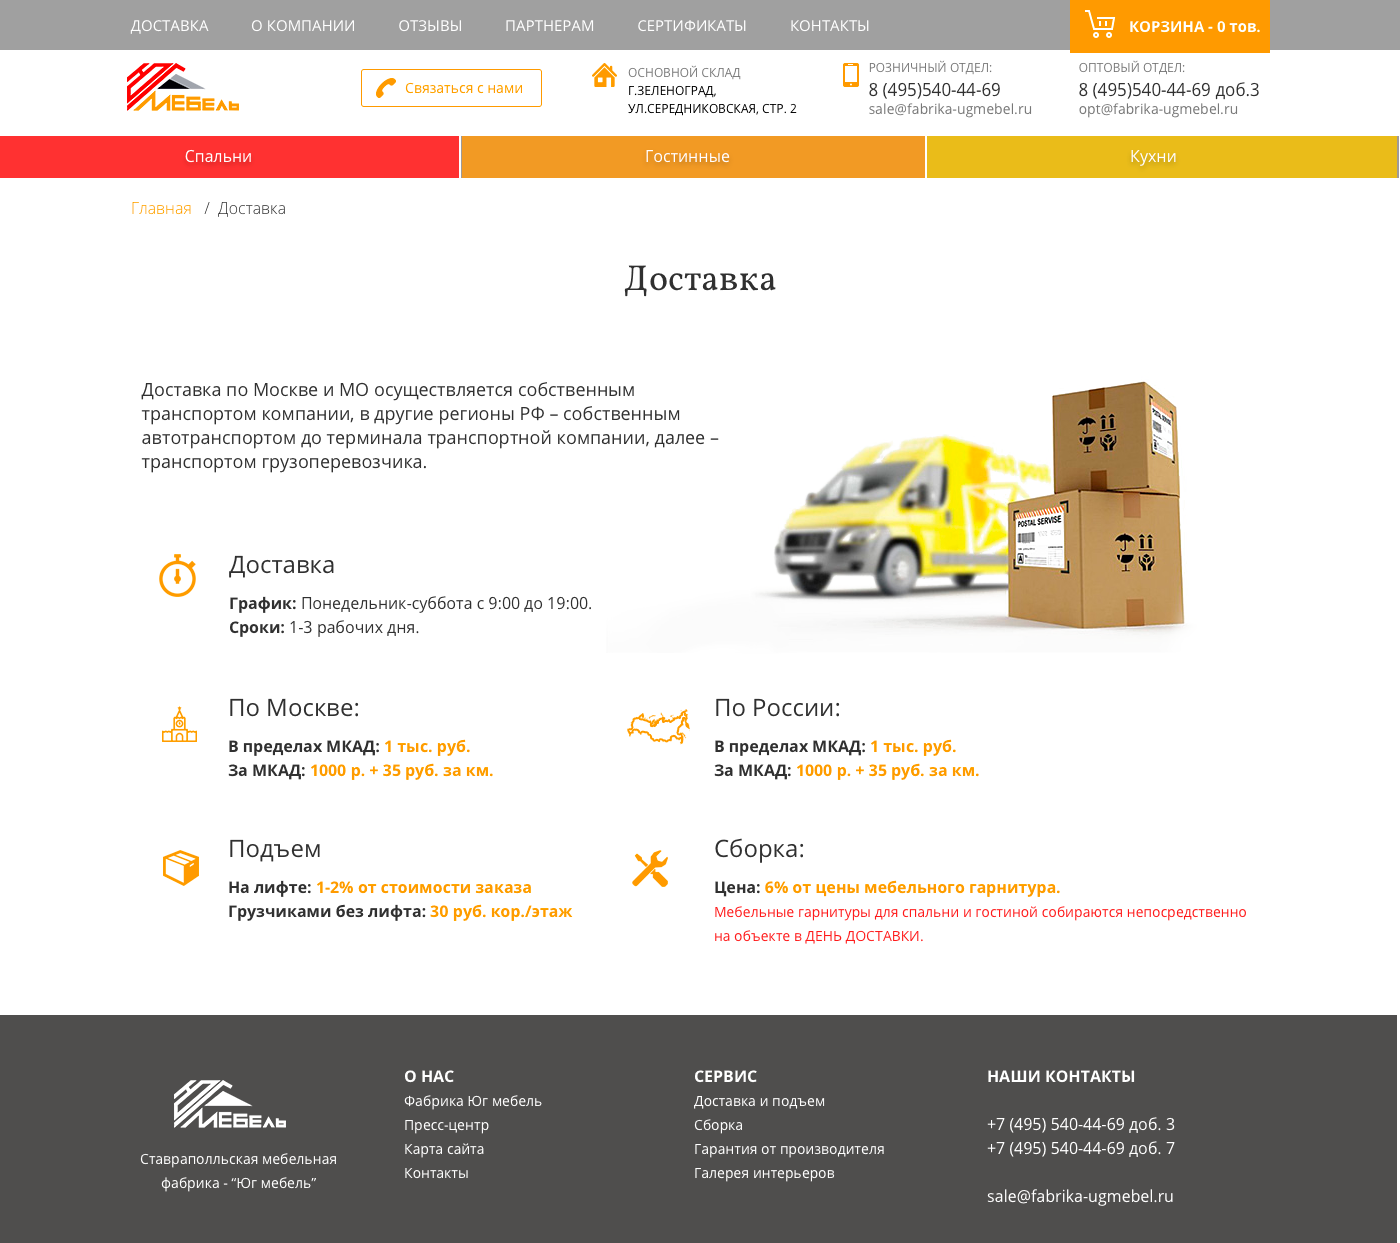 ДОСТАВКА О КОМПАНИИ ОТЗЫВЫ ПАРТНЕРАМ СЕРТИФИКАТЫ КОНТАКТЫ КОРЗИНА - 0 тов.
МЕБЕЛЬ
Связаться с нами
ОСНОВНОЙ СКЛАД
Г.ЗЕЛЕНОГРАД,
УЛ.СЕРЕДНИКОВСКАЯ, СТР. 2
РОЗНИЧНЫЙ ОТДЕЛ:
8 (495)540-44-69
sale@fabrika-ugmebel.ru
ОПТОВЫЙ ОТДЕЛ:
8 (495)540-44-69 доб.3
opt@fabrika-ugmebel.ru
Спальни Гостинные Кухни
Главная / Доставка
Доставка
Доставка по Москве и МО осуществляется собственным
транспортом компании, в другие регионы РФ – собственным
автотранспортом до терминала транспортной компании, далее –
транспортом грузоперевозчика.
POSTAL SERVISE
POSTAL SERVISE
Доставка
График: Понедельник-суббота с 9:00 до 19:00.
Сроки: 1-3 рабочих дня.
По Москве:
В пределах МКАД: 1 тыс. руб.
За МКАД: 1000 р. + 35 руб. за км.
По России:
В пределах МКАД: 1 тыс. руб.
За МКАД: 1000 р. + 35 руб. за км.
Подъем
На лифте: 1-2% от стоимости заказа
Грузчиками без лифта: 30 руб. кор./этаж
Сборка:
Цена: 6% от цены мебельного гарнитура.
Мебельные гарнитуры для спальни и гостиной собираются непосредственно
на объекте в ДЕНЬ ДОСТАВКИ.
МЕБЕЛЬ
Ставраполльская мебельная
фабрика - “Юг мебель”
О НАС
Фабрика Юг мебель
Пресс-центр
Карта сайта
Контакты
СЕРВИС
Доставка и подъем
Сборка
Гарантия от производителя
Галерея интерьеров
НАШИ КОНТАКТЫ
+7 (495) 540-44-69 доб. 3
+7 (495) 540-44-69 доб. 7
sale@fabrika-ugmebel.ru